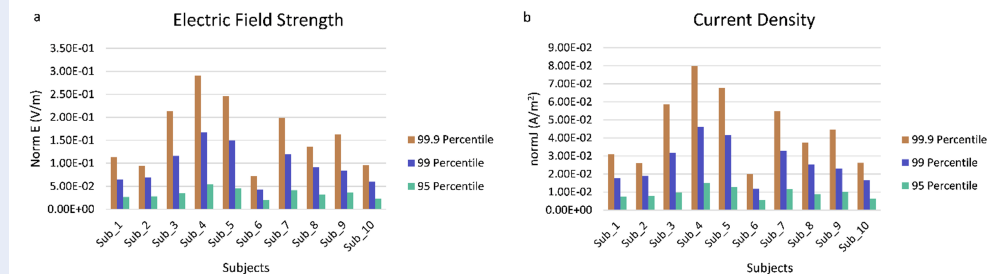 a
Electric Field Strength
Norm E (V/m)
3.50E-01
3.00E-01
2.50E-01
2.00E-01
1.50E-01
1.00E-01
5.00E-02
0.00E+00
Sub_1
Sub_2
Sub_3
Sub_4
Sub_5
Sub_6
Sub_7
Sub_8
Sub_9
Sub_10
Subjects
99.9 Percentile
99 Percentile
95 Percentile
b
Current Density
normJ (A/m²)
9.00E-02
8.00E-02
7.00E-02
6.00E-02
5.00E-02
4.00E-02
3.00E-02
2.00E-02
1.00E-02
0.00E+00
Sub_1
Sub_2
Sub_3
Sub_4
Sub_5
Sub_6
Sub_7
Sub_8
Sub_9
Sub_10
Subjects
99.9 Percentile
99 Percentile
95 Percentile